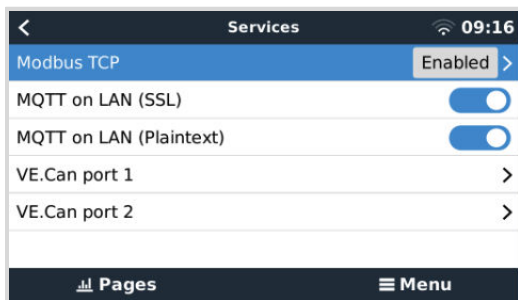 Services 09:16
Modbus TCP Enabled
MQTT on LAN (SSL)
MQTT on LAN (Plaintext)
VE.Can port 1
VE.Can port 2
Pages Menu